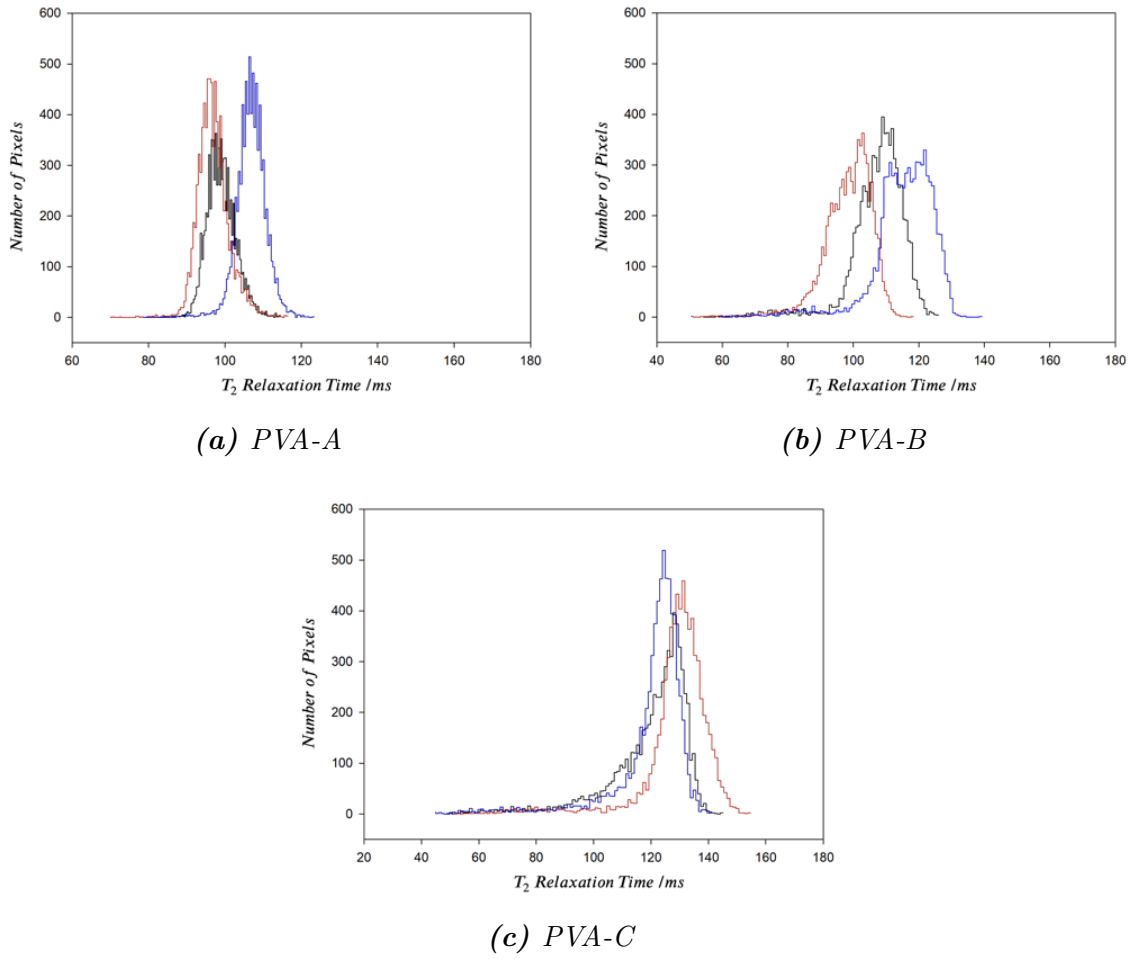 600
500
400
300
200
100
0
Number of Pixels
60 80 100 120 140 160 180
T₂ Relaxation Time /ms
(a) PVA-A
600
500
400
300
200
100
0
Number of Pixels
40 60 80 100 120 140 160 180
T₂ Relaxation Time /ms
(b) PVA-B
600
500
400
300
200
100
0
Number of Pixels
20 40 60 80 100 120 140 160 180
T₂ Relaxation Time /ms
(c) PVA-C